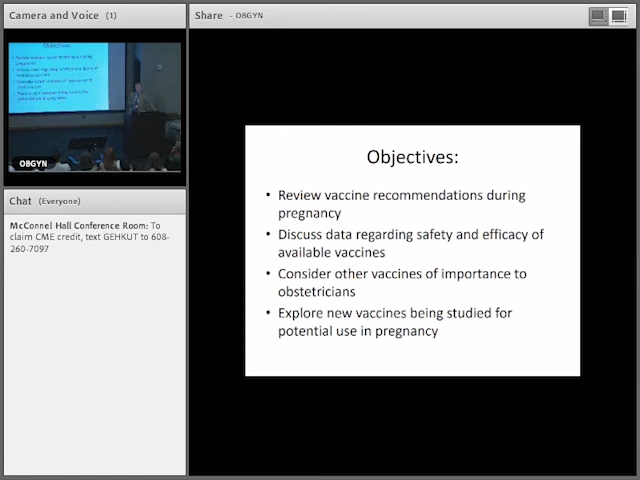 Camera and Voice (1)
OBGYN
Chat (Everyone)
McConnel Hall Conference Room: To
claim CME credit, text GEHKUT to 608-
260-7097
Share - OBGYN
Objectives:
• Review vaccine recommendations during
pregnancy
• Discuss data regarding safety and efficacy of
available vaccines
• Consider other vaccines of importance to
obstetricians
• Explore new vaccines being studied for
potential use in pregnancy